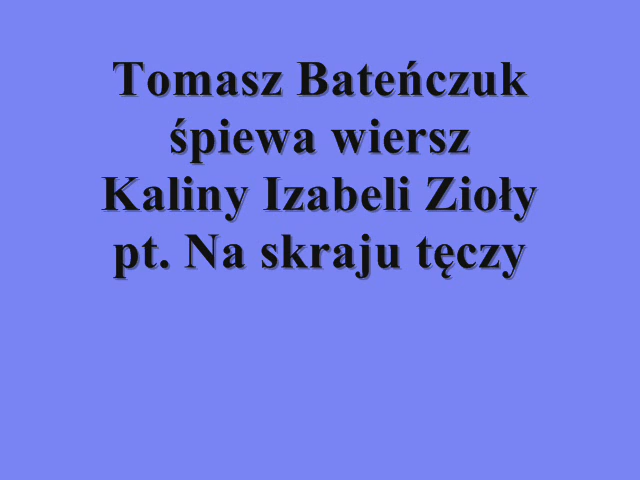 Tomasz Bateńczuk
śpiewa wiersz
Kaliny Izabeli Zioły
pt. Na skraju tęczy